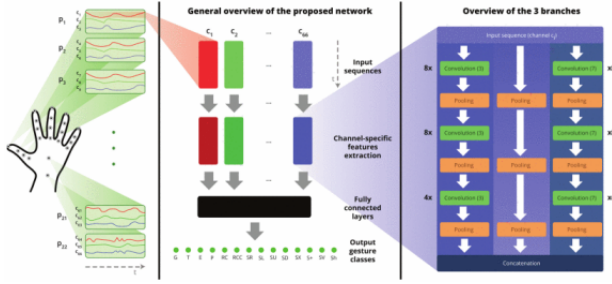 General overview of the proposed network
Overview of the 3 branches
p1
p2
p3
p21
p22
τ
C1 C2 ... C66
Input
sequences
τ
...
Channel-specific
features
extraction
...
Fully
connected
layers
Output
gesture
classes
G T E P RC RCC SR SL SU SD SX S+ SV Sh
Input sequence (channel cᵢ)
8x Convolution (3) Convolution (7)
Pooling Pooling Pooling
8x Convolution (3) Convolution (7)
Pooling Pooling
4x Convolution (3) Convolution (7)
Pooling Pooling Pooling
Concatenation